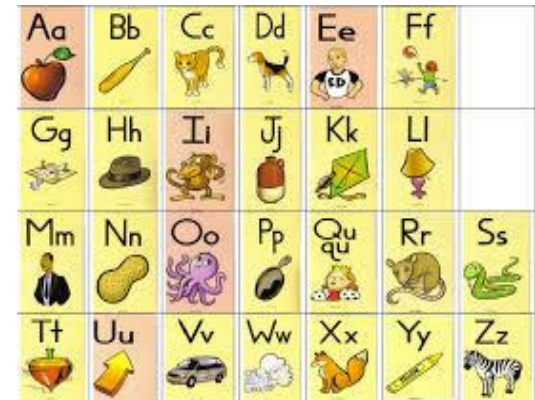 Aa Bb Cc Dd Ee Ff
ED
Gg Hh Ii Jj Kk Ll
Mm Nn Oo Pp Qu qu Rr Ss
Tt Uu Vv Ww Xx Yy Zz